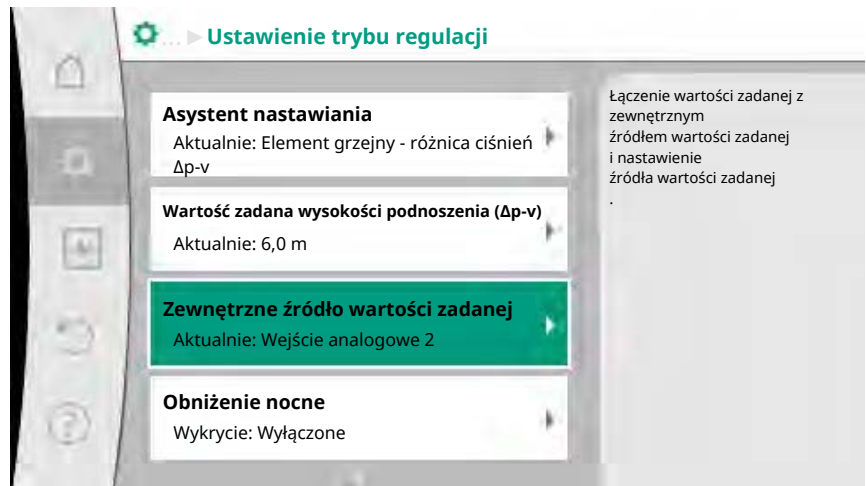 ... Ustawienie trybu regulacji
Asystent nastawiania
Aktualnie: Element grzejny - różnica ciśnień
Δp-v
Wartość zadana wysokości podnoszenia (Δp-v)
Aktualnie: 6,0 m
Zewnętrzne źródło wartości zadanej
Aktualnie: Wejście analogowe 2
Obniżenie nocne
Wykrycie: Wyłączone
Łączenie wartości zadanej z
zewnętrznym
źródłem wartości zadanej
i nastawienie
źródła wartości zadanej
.